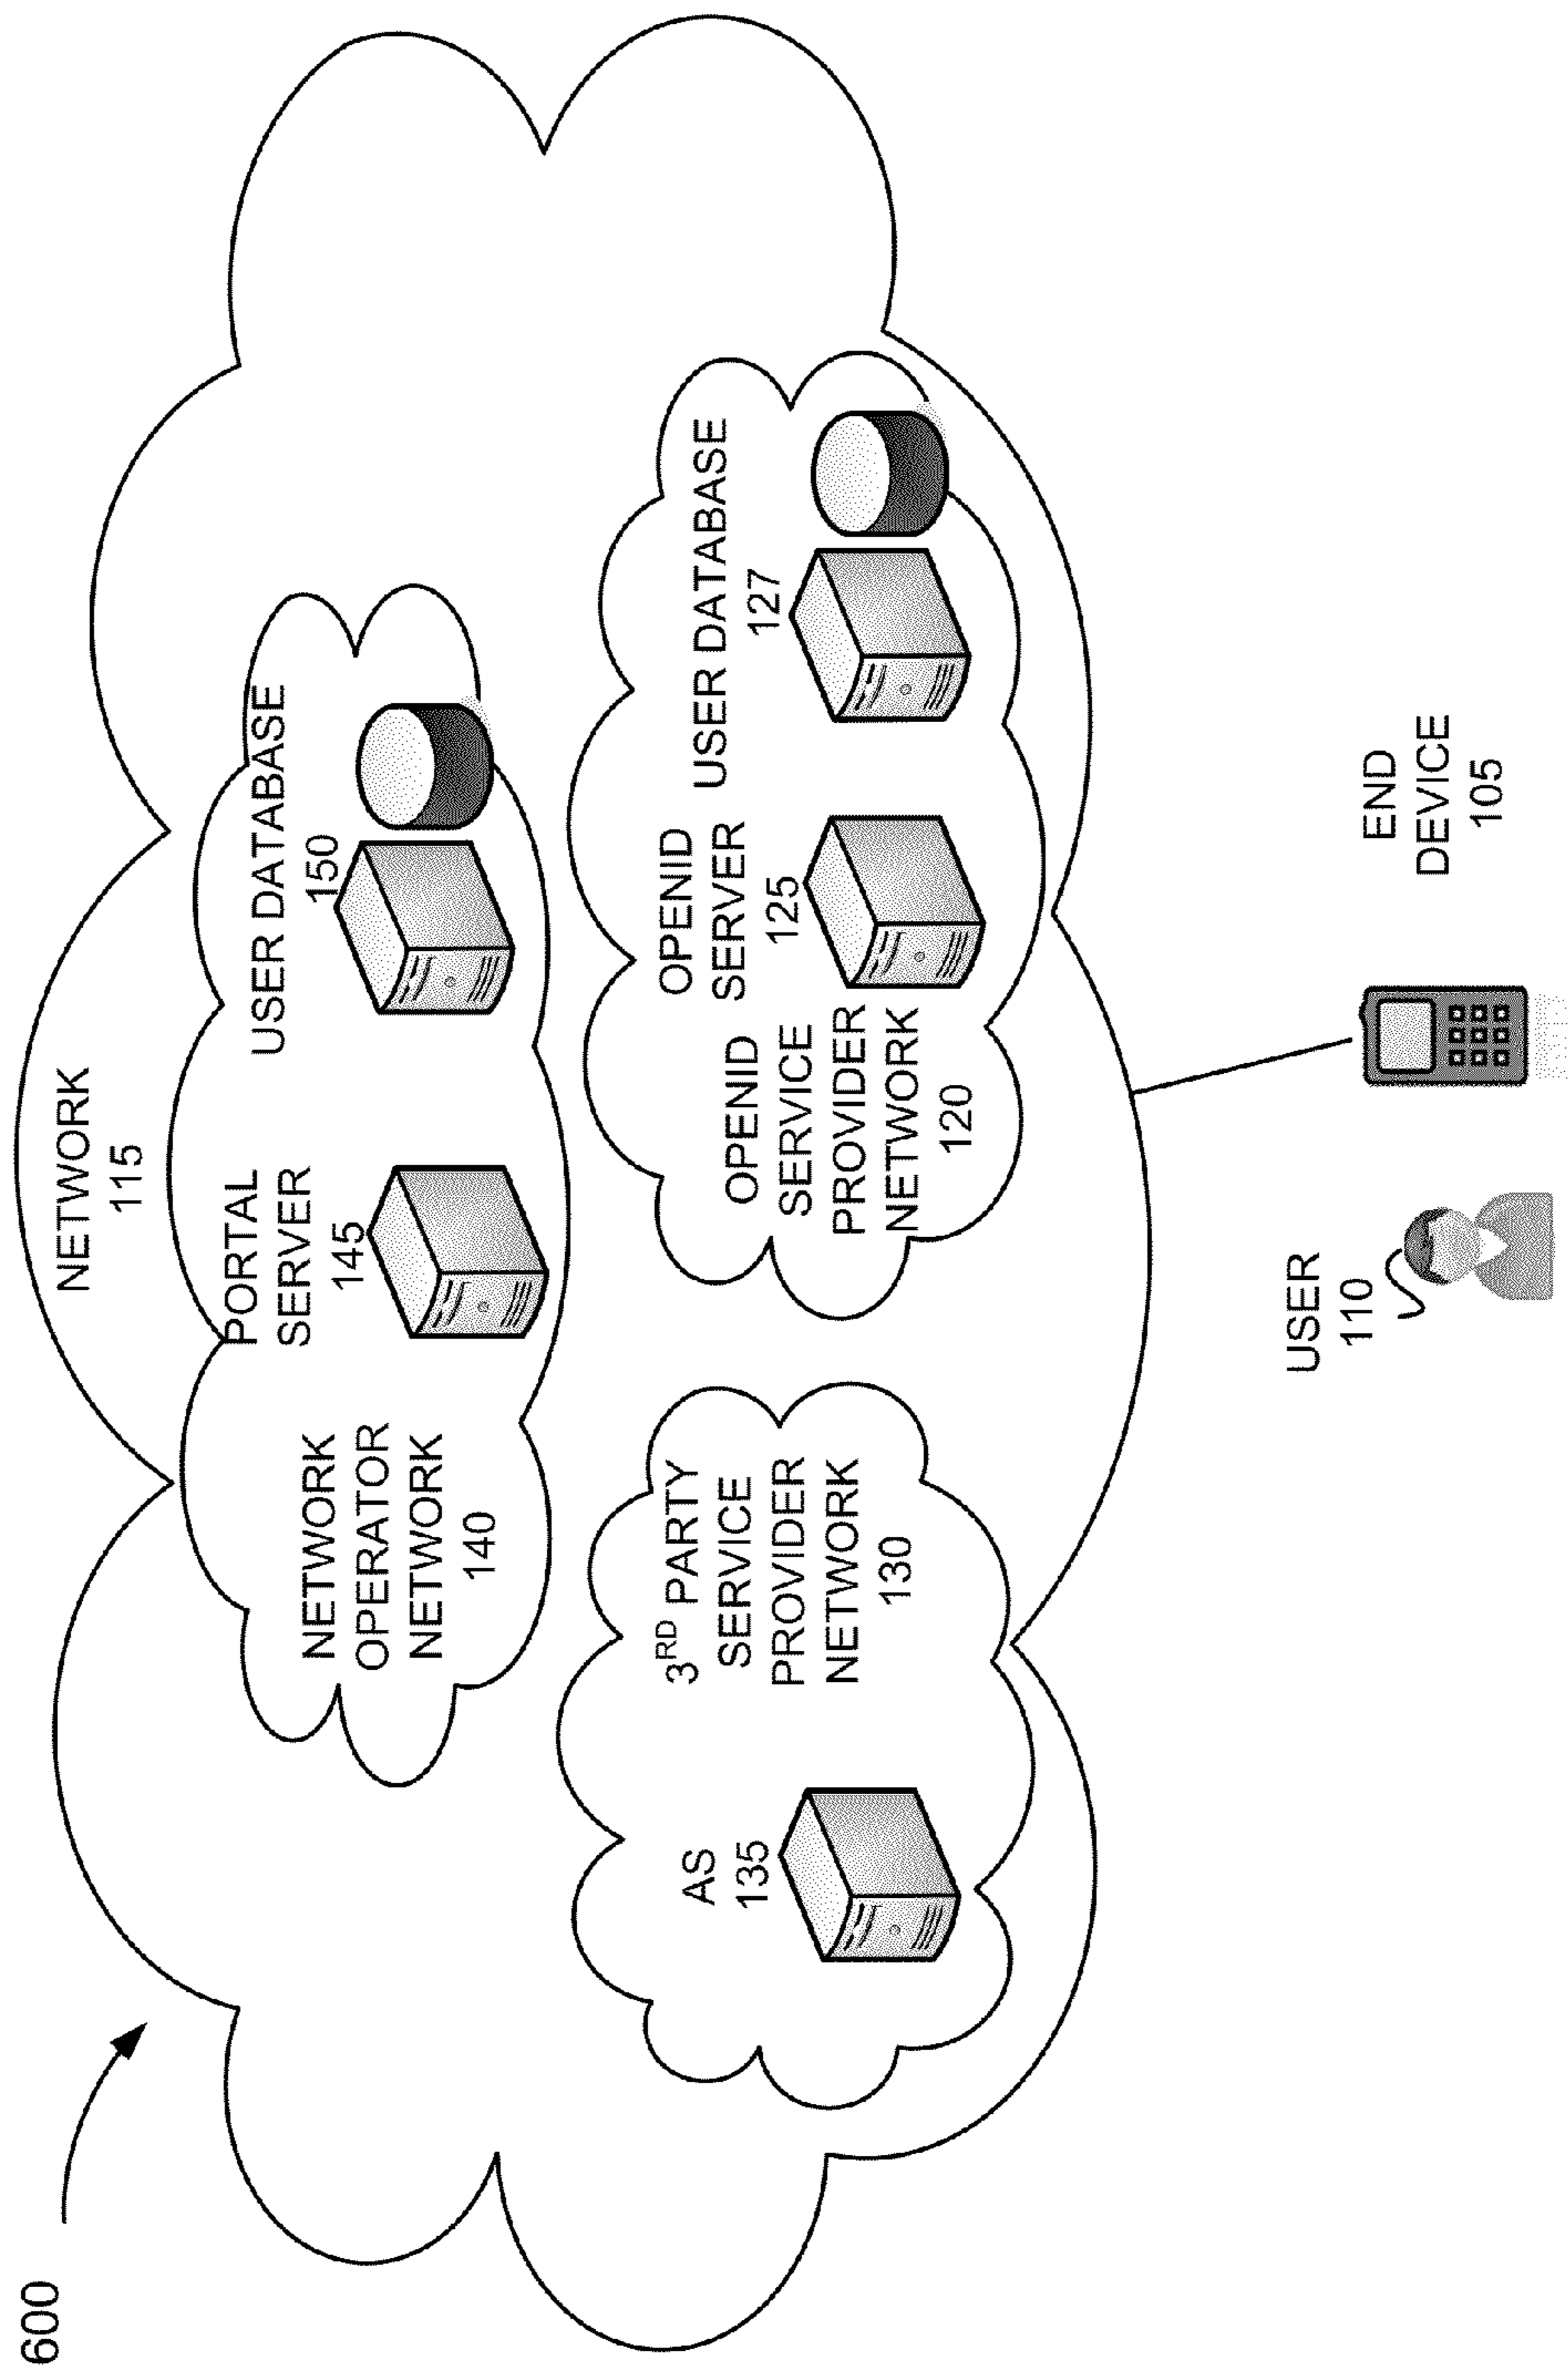 600
NETWORK
115
NETWORK
OPERATOR
NETWORK
140
PORTAL
SERVER
145
USER DATABASE
150
AS
135
3RD PARTY
SERVICE
PROVIDER
NETWORK
130
OPENID
SERVICE
PROVIDER
NETWORK
120
OPENID
SERVER
125
USER DATABASE
127
USER
110
END
DEVICE
105